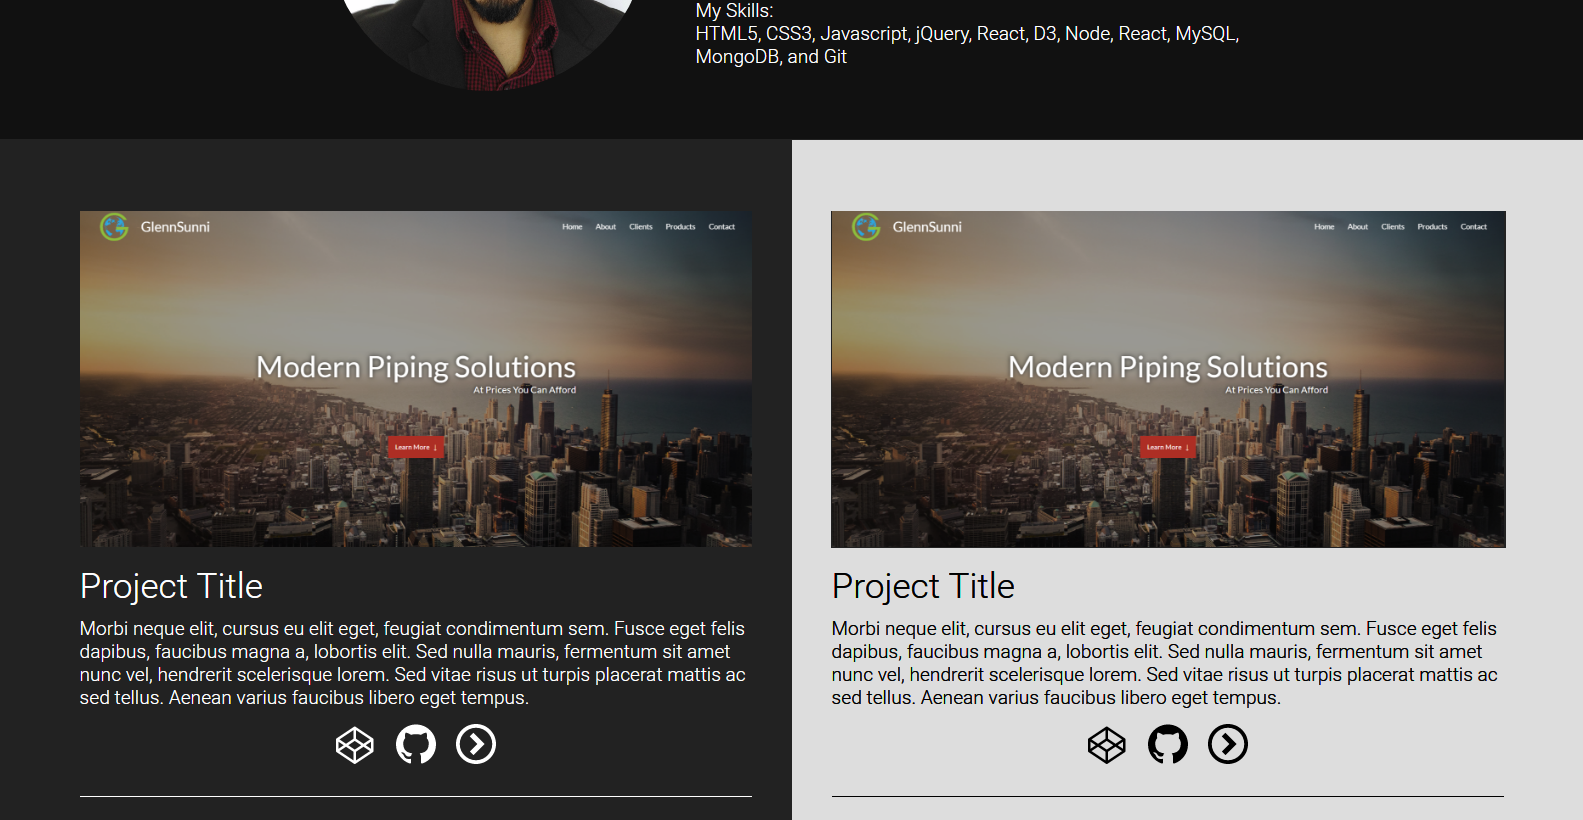 My Skills:
HTML5, CSS3, Javascript, jQuery, React, D3, Node, React, MySQL,
MongoDB, and Git
GlennSunni
Home About Clients Products Contact
Modern Piping Solutions
At Prices You Can Afford
Learn More ↓
Project Title
Morbi neque elit, cursus eu elit eget, feugiat condimentum sem. Fusce eget felis
dapibus, faucibus magna a, lobortis elit. Sed nulla mauris, fermentum sit amet
nunc vel, hendrerit scelerisque lorem. Sed vitae risus ut turpis placerat mattis ac
sed tellus. Aenean varius faucibus libero eget tempus.
GlennSunni
Home About Clients Products Contact
Modern Piping Solutions
At Prices You Can Afford
Learn More ↓
Project Title
Morbi neque elit, cursus eu elit eget, feugiat condimentum sem. Fusce eget felis
dapibus, faucibus magna a, lobortis elit. Sed nulla mauris, fermentum sit amet
nunc vel, hendrerit scelerisque lorem. Sed vitae risus ut turpis placerat mattis ac
sed tellus. Aenean varius faucibus libero eget tempus.